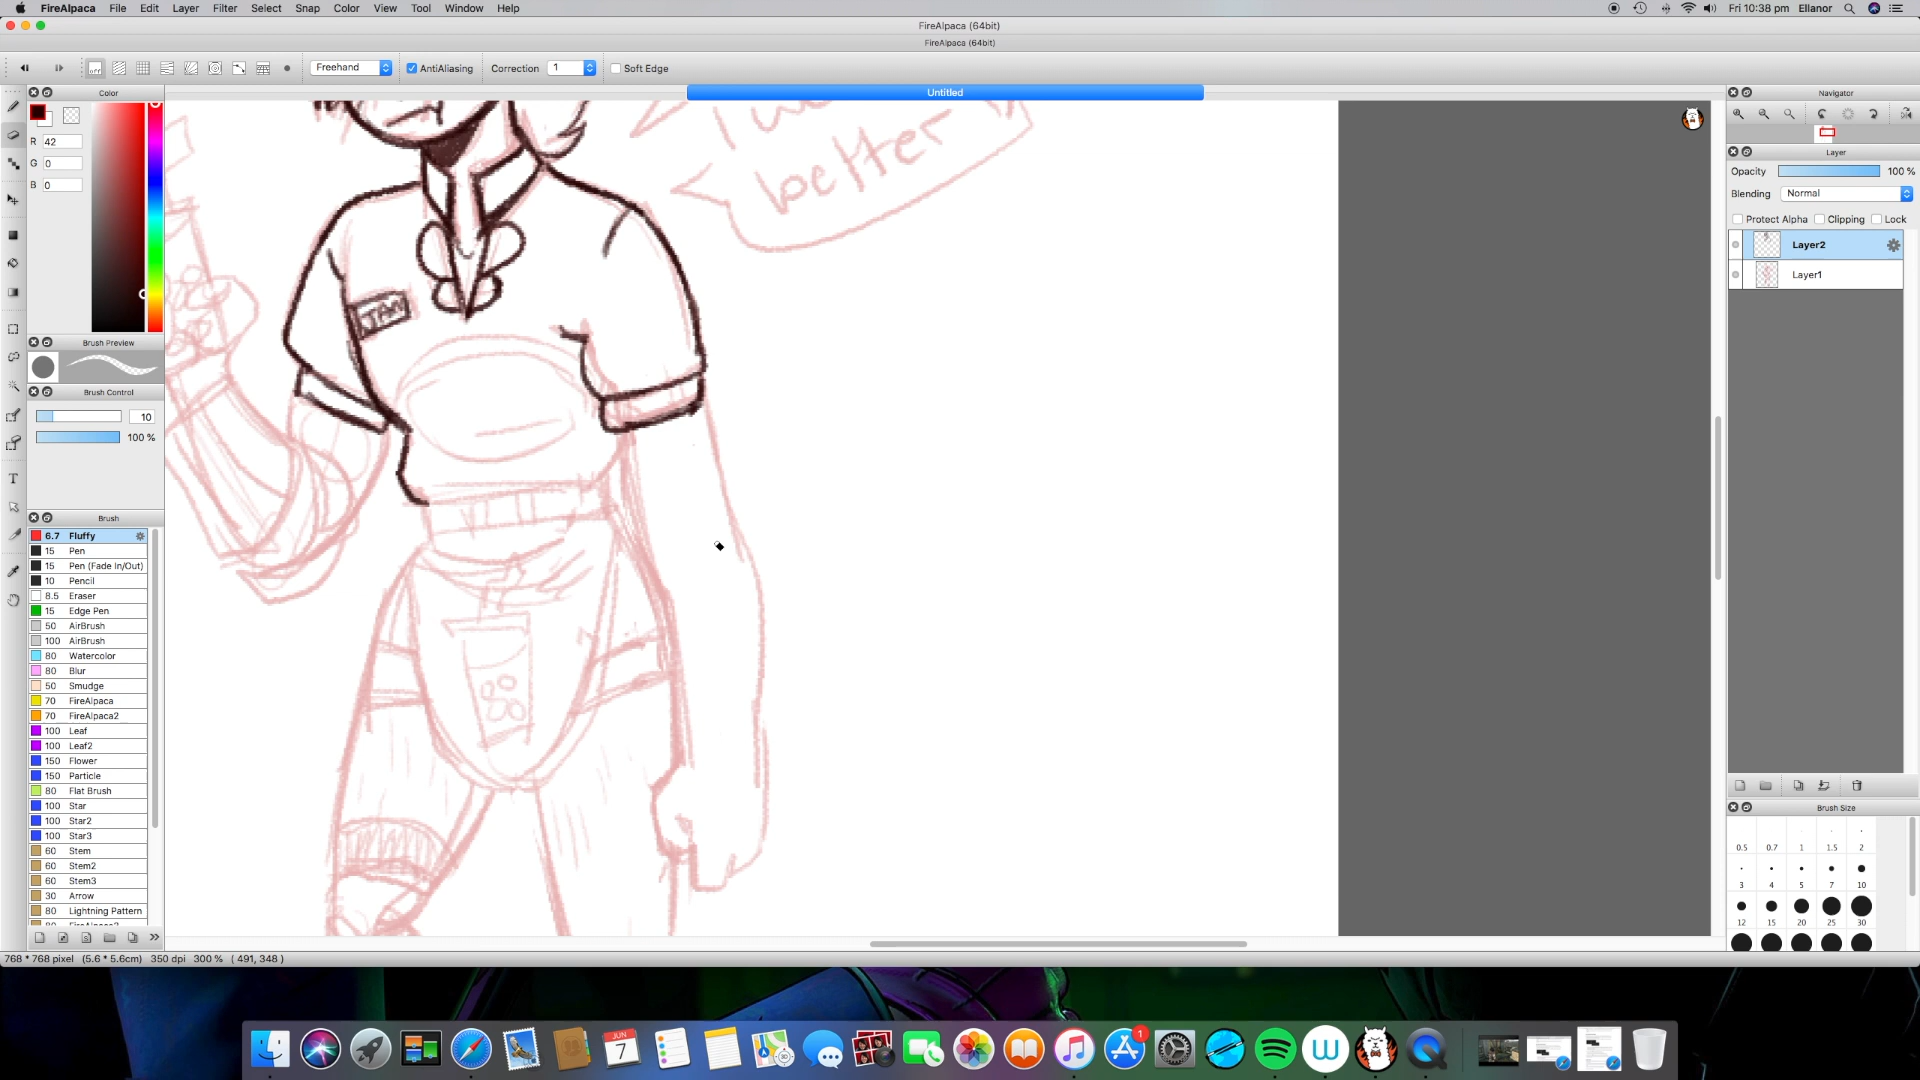 FireAlpaca File Edit Layer Filter Select Snap Color View Tool Window Help Fri 10:38 pm Ellanor
FireAlpaca (64bit)
FireAlpaca (64bit)
off Freehand AntiAliasing Correction 1 Soft Edge
Color Untitled Navigator
R 42
G 0
B 0
better
JAM
Layer
Opacity 100 %
Blending Normal
Protect Alpha Clipping Lock
Layer2
Layer1
Brush Preview
Brush Control
10
100 %
Brush
6.7 Fluffy
15 Pen
15 Pen (Fade In/Out)
10 Pencil
8.5 Eraser
15 Edge Pen
50 AirBrush
100 AirBrush
80 Watercolor
80 Blur
50 Smudge
70 FireAlpaca
70 FireAlpaca2
100 Leaf
100 Leaf2
150 Flower
150 Particle
80 Flat Brush
100 Star
100 Star2
100 Star3
60 Stem
60 Stem2
60 Stem3
30 Arrow
80 Lightning Pattern
Brush Size
0.5 0.7 1 1.5 2
3 4 5 7 10
12 15 20 25 30
768 * 768 pixel (5.6 * 5.6cm) 350 dpi 300 % ( 491, 348 )
JUN
7
1